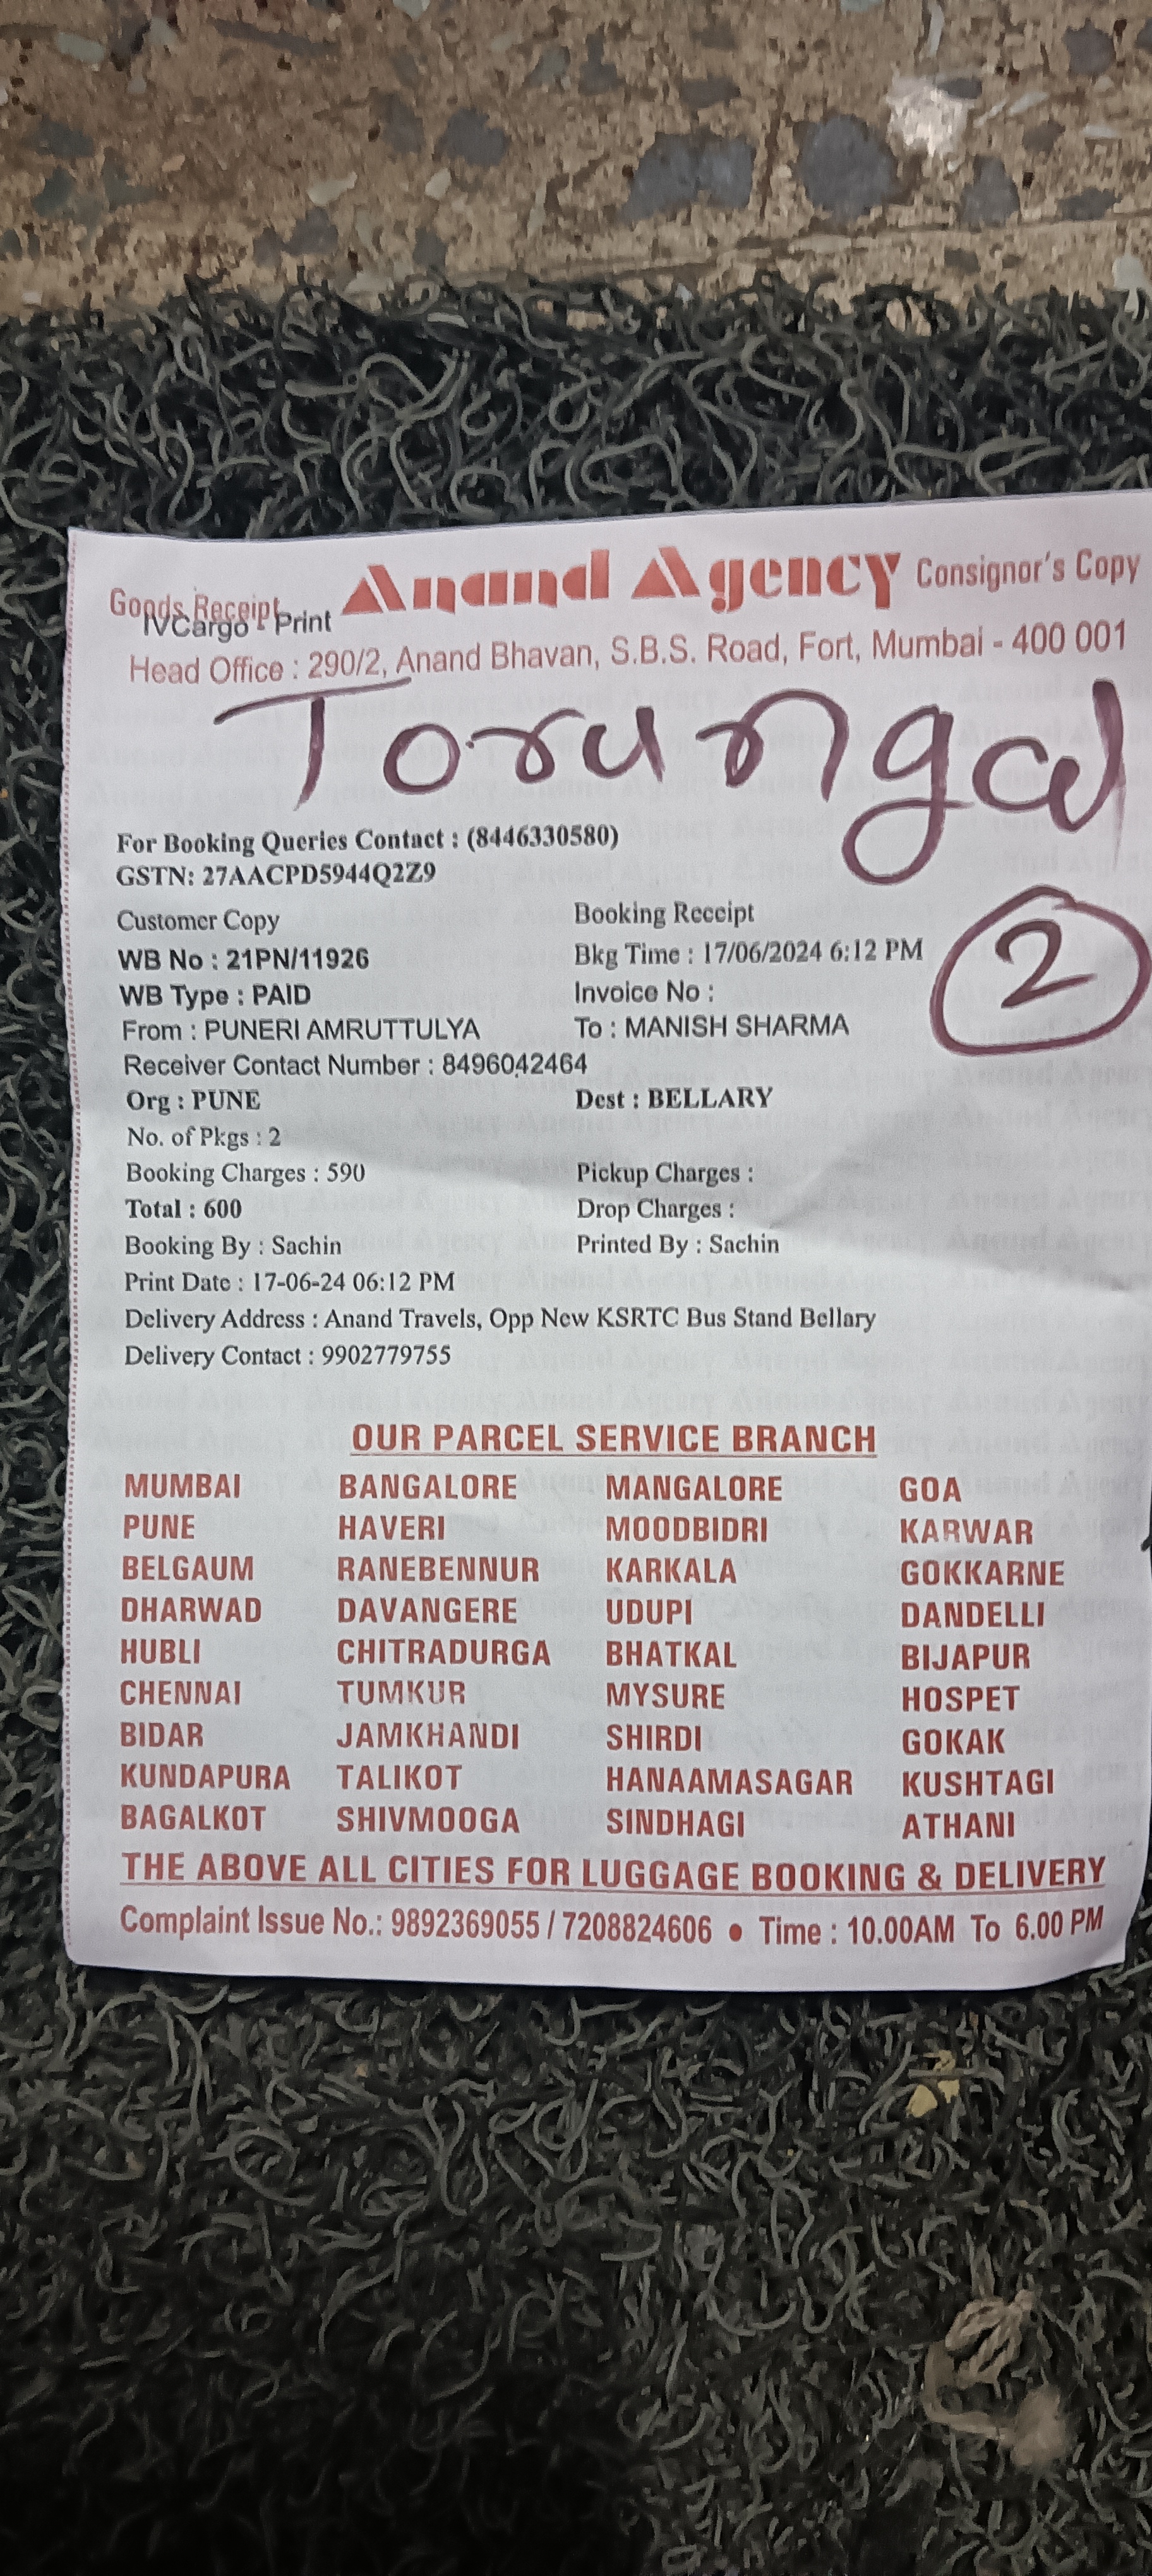 Goods Receipt Anand Agency Consignor's Copy
IVCargo - Print
Head Office : 290/2, Anand Bhavan, S.B.S. Road, Fort, Mumbai - 400 001
Torungal
For Booking Queries Contact : (8446330580)
GSTN: 27AACPD5944Q2Z9
Customer Copy Booking Receipt
2
WB No : 21PN/11926 Bkg Time : 17/06/2024 6:12 PM
WB Type : PAID Invoice No :
From : PUNERI AMRUTTULYA To : MANISH SHARMA
Receiver Contact Number : 8496042464
Org : PUNE Dest : BELLARY
No. of Pkgs : 2
Booking Charges : 590 Pickup Charges :
Total : 600 Drop Charges :
Booking By : Sachin Printed By : Sachin
Print Date : 17-06-24 06:12 PM
Delivery Address : Anand Travels, Opp New KSRTC Bus Stand Bellary
Delivery Contact : 9902779755
OUR PARCEL SERVICE BRANCH
MUMBAI BANGALORE MANGALORE GOA
PUNE HAVERI MOODBIDRI KARWAR
BELGAUM RANEBENNUR KARKALA GOKKARNE
DHARWAD DAVANGERE UDUPI DANDELLI
HUBLI CHITRADURGA BHATKAL BIJAPUR
CHENNAI TUMKUR MYSURE HOSPET
BIDAR JAMKHANDI SHIRDI GOKAK
KUNDAPURA TALIKOT HANAAMASAGAR KUSHTAGI
BAGALKOT SHIVMOOGA SINDHAGI ATHANI
THE ABOVE ALL CITIES FOR LUGGAGE BOOKING & DELIVERY
Complaint Issue No.: 9892369055 / 7208824606 • Time : 10.00AM To 6.00 PM